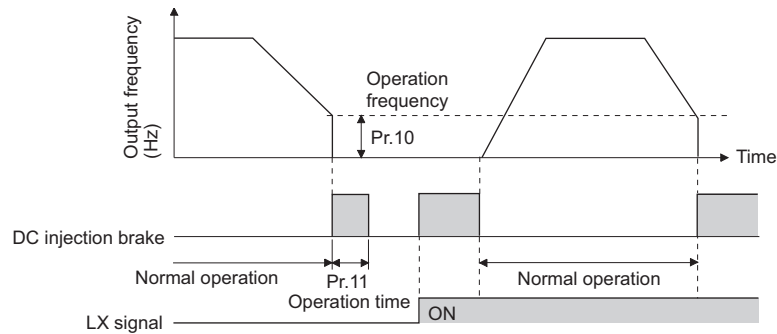 Output frequency
(Hz)
Operation
frequency
Pr.10
Time
DC injection brake
Normal operation
Pr.11
Operation time
Normal operation
LX signal
ON